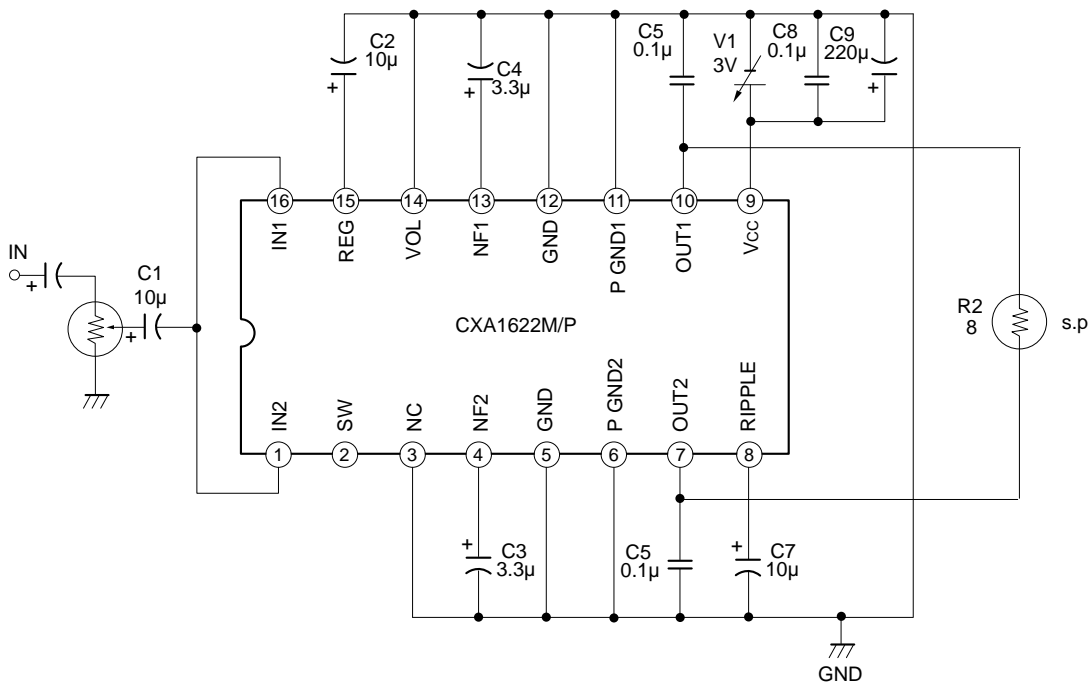 C2
10µ
C4
3.3µ
C5
0.1µ
V1
3V
C8
0.1µ
C9
220µ
+
+
+
16
15
14
13
12
11
10
9
IN1
REG
VOL
NF1
GND
P GND1
OUT1
Vcc
IN
+
C1
10µ
+
CXA1622M/P
R2
8
s.p
IN2
SW
NC
NF2
GND
P GND2
OUT2
RIPPLE
1
2
3
4
5
6
7
8
+
C3
3.3µ
C5
0.1µ
+
C7
10µ
GND